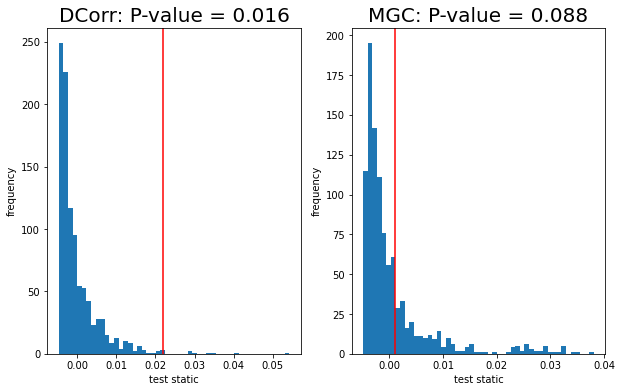 DCorr: P-value = 0.016
250
200
150
100
50
0
frequency
0.00 0.01 0.02 0.03 0.04 0.05
test static
MGC: P-value = 0.088
200
175
150
125
100
75
50
25
0
frequency
0.00 0.01 0.02 0.03 0.04
test static